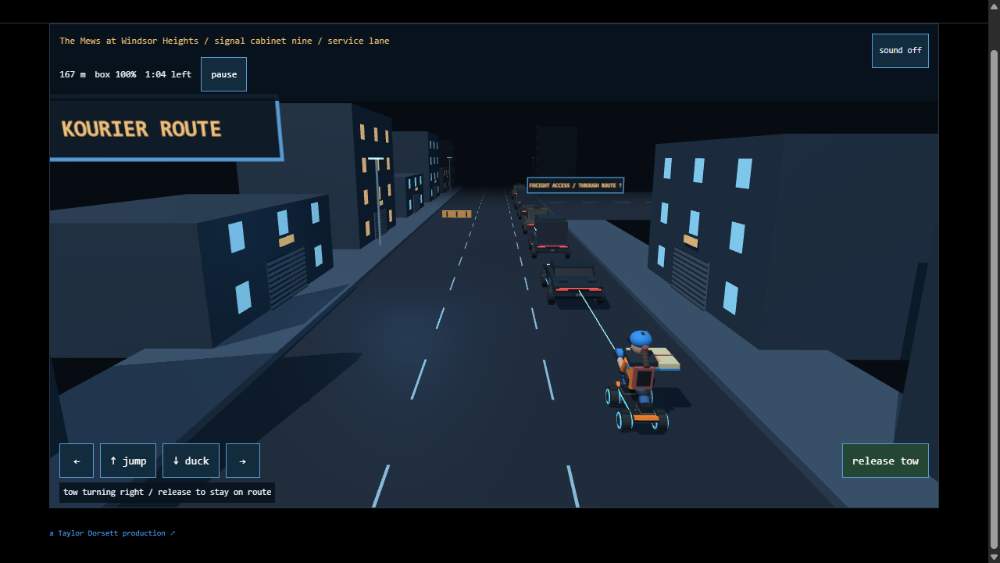 The Mews at Windsor Heights / signal cabinet nine / service lane
sound off
167 m box 100% 1:04 left pause
KOURIER ROUTE
FREIGHT ACCESS / THROUGH ROUTE ↑
← ↑ jump ↓ duck →
release tow
tow turning right / release to stay on route
a Taylor Dorsett production ↗